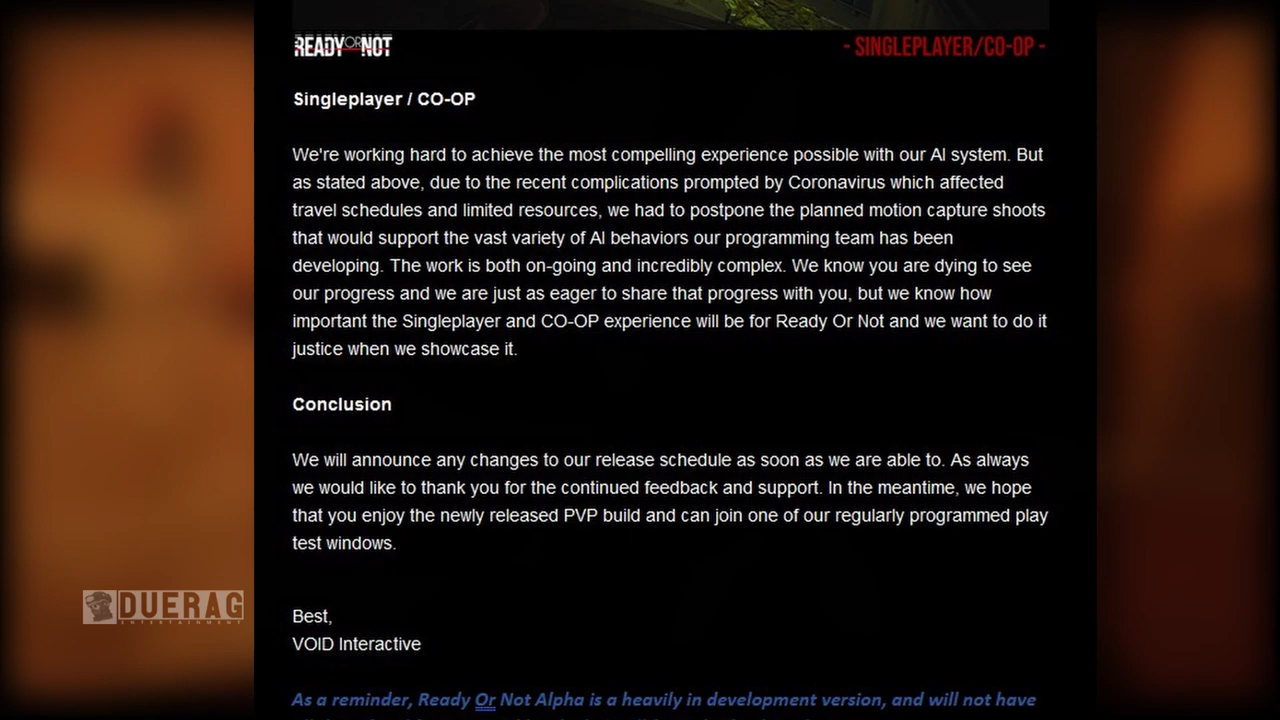 READY OR NOT
- SINGLEPLAYER/CO-OP -
Singleplayer / CO-OP
We're working hard to achieve the most compelling experience possible with our AI system. But
as stated above, due to the recent complications prompted by Coronavirus which affected
travel schedules and limited resources, we had to postpone the planned motion capture shoots
that would support the vast variety of AI behaviors our programming team has been
developing. The work is both on-going and incredibly complex. We know you are dying to see
our progress and we are just as eager to share that progress with you, but we know how
important the Singleplayer and CO-OP experience will be for Ready Or Not and we want to do it
justice when we showcase it.
Conclusion
We will announce any changes to our release schedule as soon as we are able to. As always
we would like to thank you for the continued feedback and support. In the meantime, we hope
that you enjoy the newly released PVP build and can join one of our regularly programmed play
test windows.
DUERAG
ENTERTAINMENT
Best,
VOID Interactive
As a reminder, Ready Or Not Alpha is a heavily in development version, and will not have